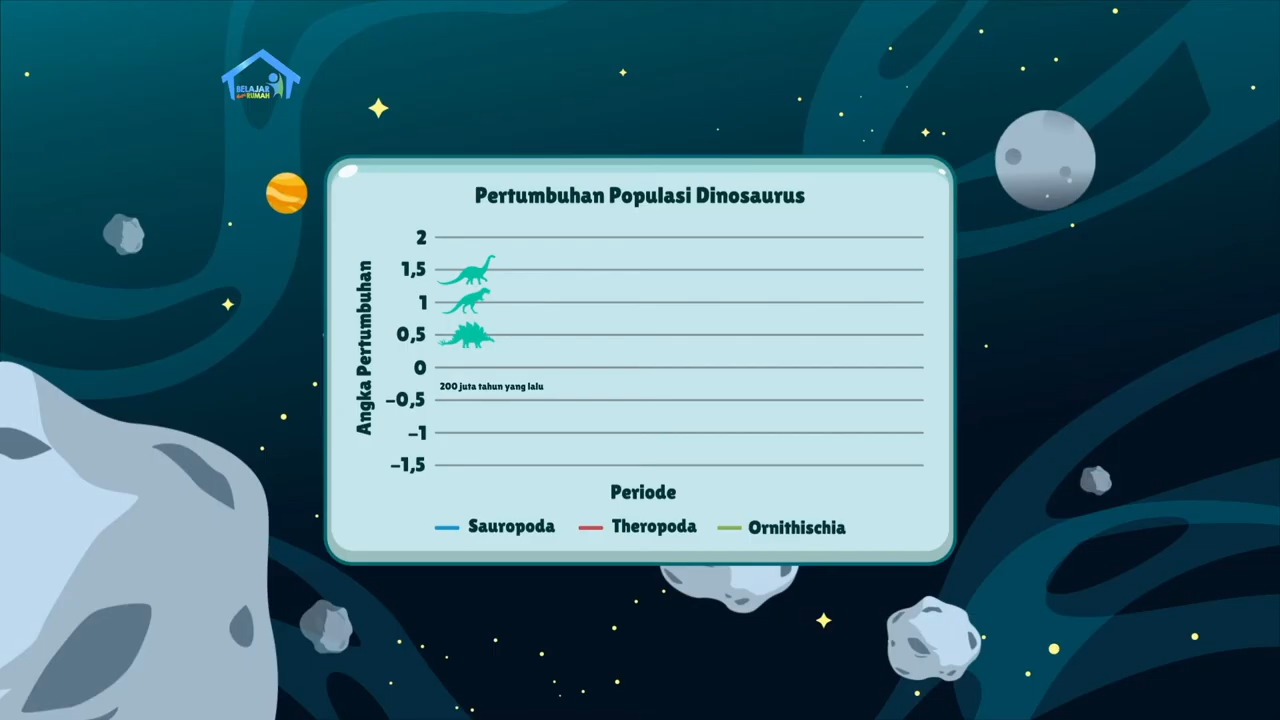 BELAJAR
dari RUMAH
Pertumbuhan Populasi Dinosaurus
Angka Pertumbuhan
2
1,5
1
0,5
0
200 juta tahun yang lalu
–0,5
–1
–1,5
Periode
Sauropoda Theropoda Ornithischia